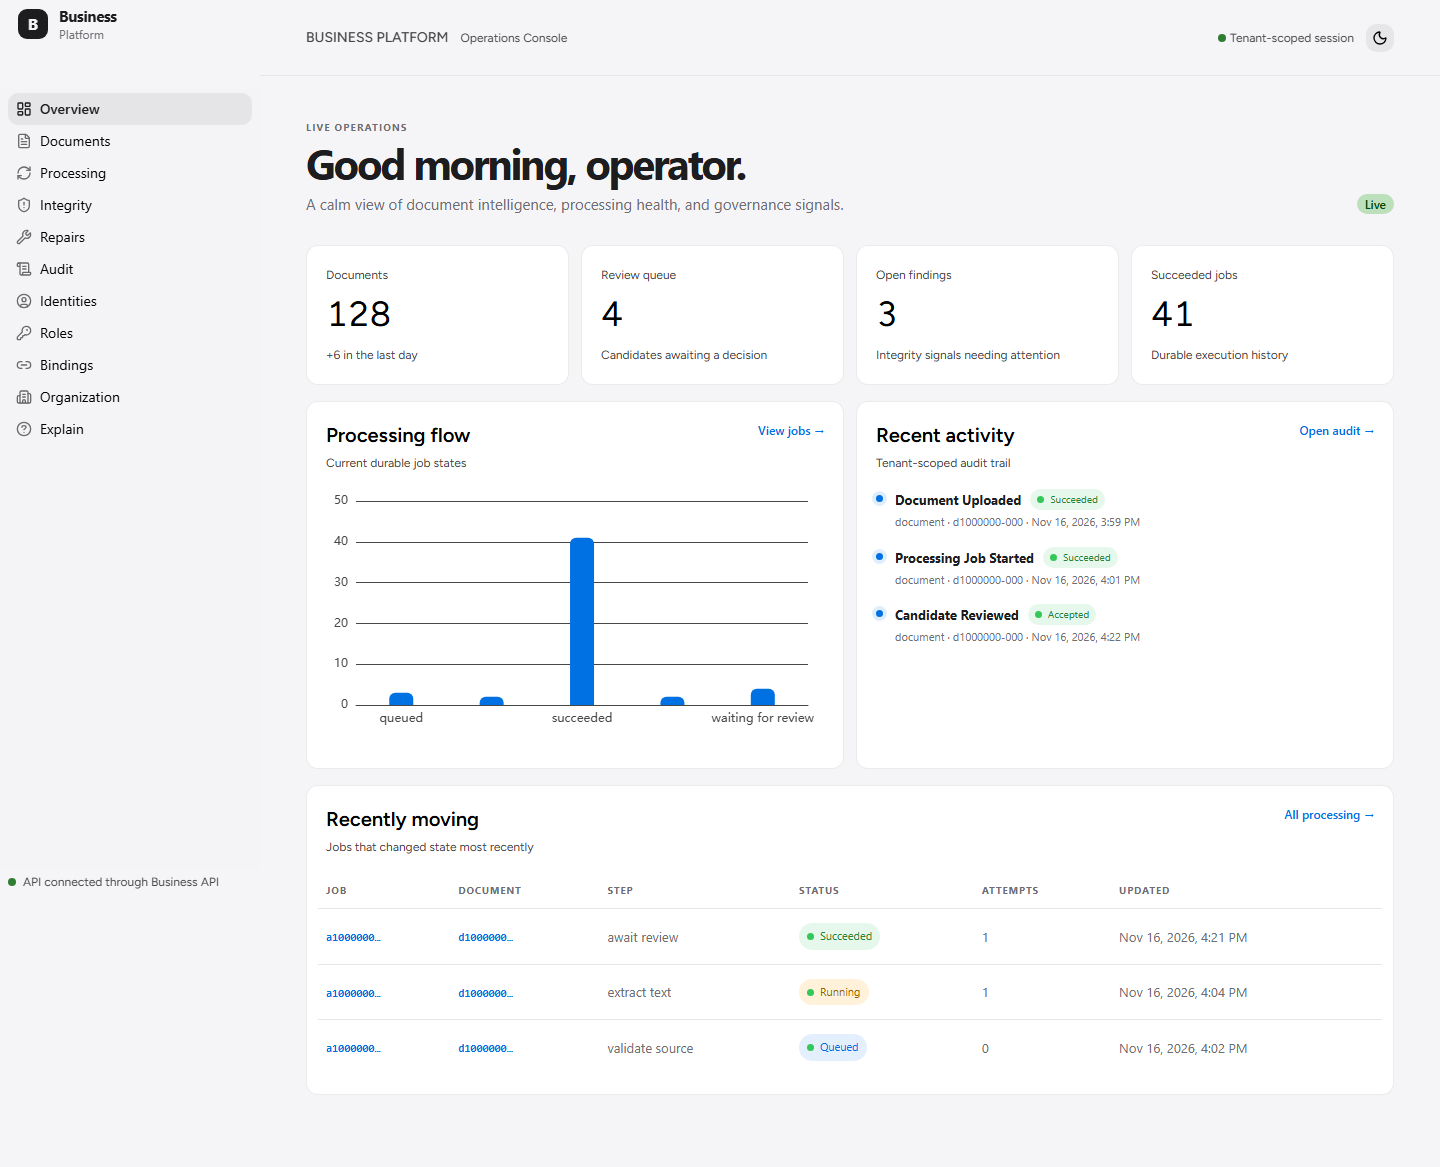 B
Business
Platform
BUSINESS PLATFORM Operations Console
Tenant-scoped session
Overview
Documents
Processing
Integrity
Repairs
Audit
Identities
Roles
Bindings
Organization
Explain
API connected through Business API
LIVE OPERATIONS
Good morning, operator.
A calm view of document intelligence, processing health, and governance signals.
Live
Documents
128
+6 in the last day
Review queue
4
Candidates awaiting a decision
Open findings
3
Integrity signals needing attention
Succeeded jobs
41
Durable execution history
Processing flow
View jobs →
Current durable job states
50
40
30
20
10
0
queued succeeded waiting for review
Recent activity
Open audit →
Tenant-scoped audit trail
Document Uploaded Succeeded
document · d1000000-000 · Nov 16, 2026, 3:59 PM
Processing Job Started Succeeded
document · d1000000-000 · Nov 16, 2026, 4:01 PM
Candidate Reviewed Accepted
document · d1000000-000 · Nov 16, 2026, 4:22 PM
Recently moving
All processing →
Jobs that changed state most recently
JOB DOCUMENT STEP STATUS ATTEMPTS UPDATED
a1000000… d1000000… await review Succeeded 1 Nov 16, 2026, 4:21 PM
a1000000… d1000000… extract text Running 1 Nov 16, 2026, 4:04 PM
a1000000… d1000000… validate source Queued 0 Nov 16, 2026, 4:02 PM